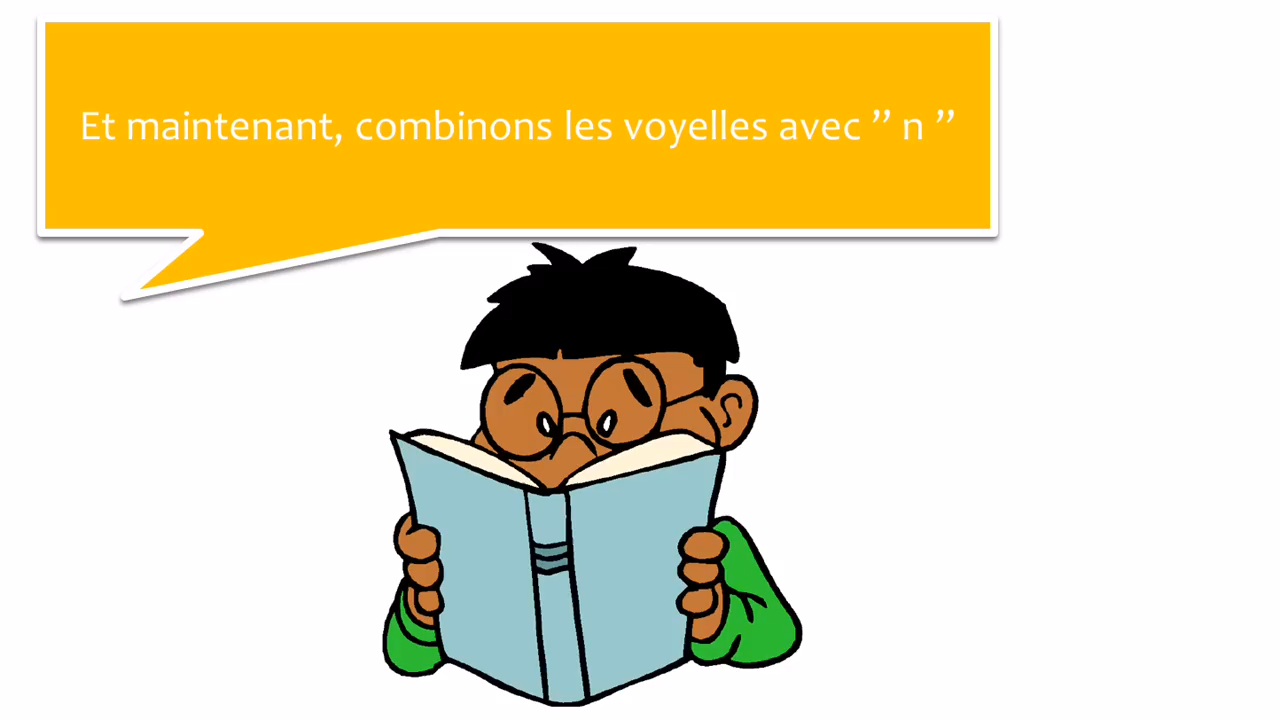 Et maintenant, combinons les voyelles avec ” n ”